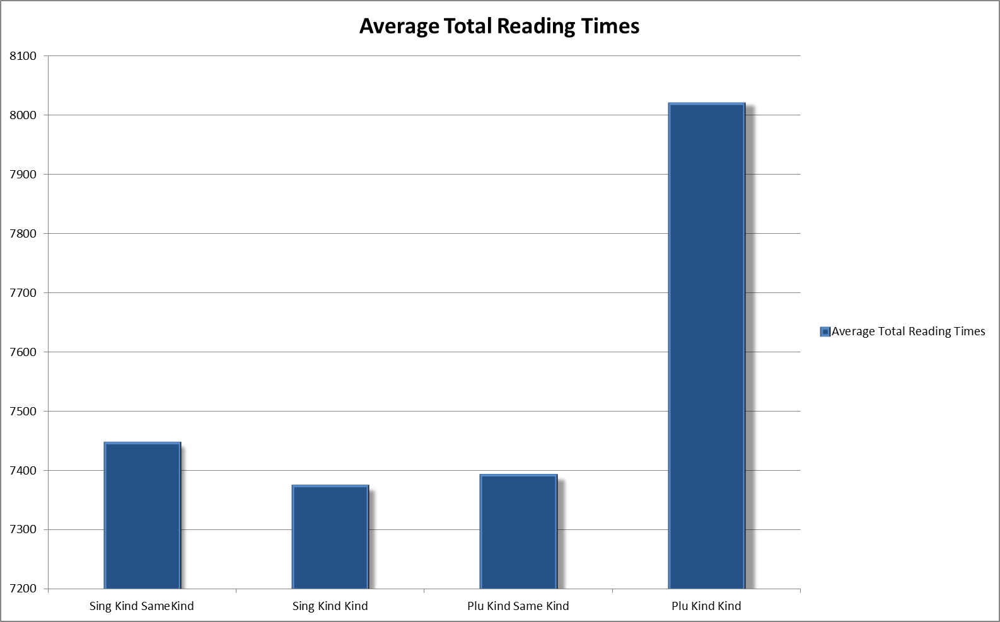 Average Total Reading Times
8100
8000
7900
7800
7700
7600
7500
7400
7300
7200
Sing Kind SameKind
Sing Kind Kind
Plu Kind Same Kind
Plu Kind Kind
Average Total Reading Times